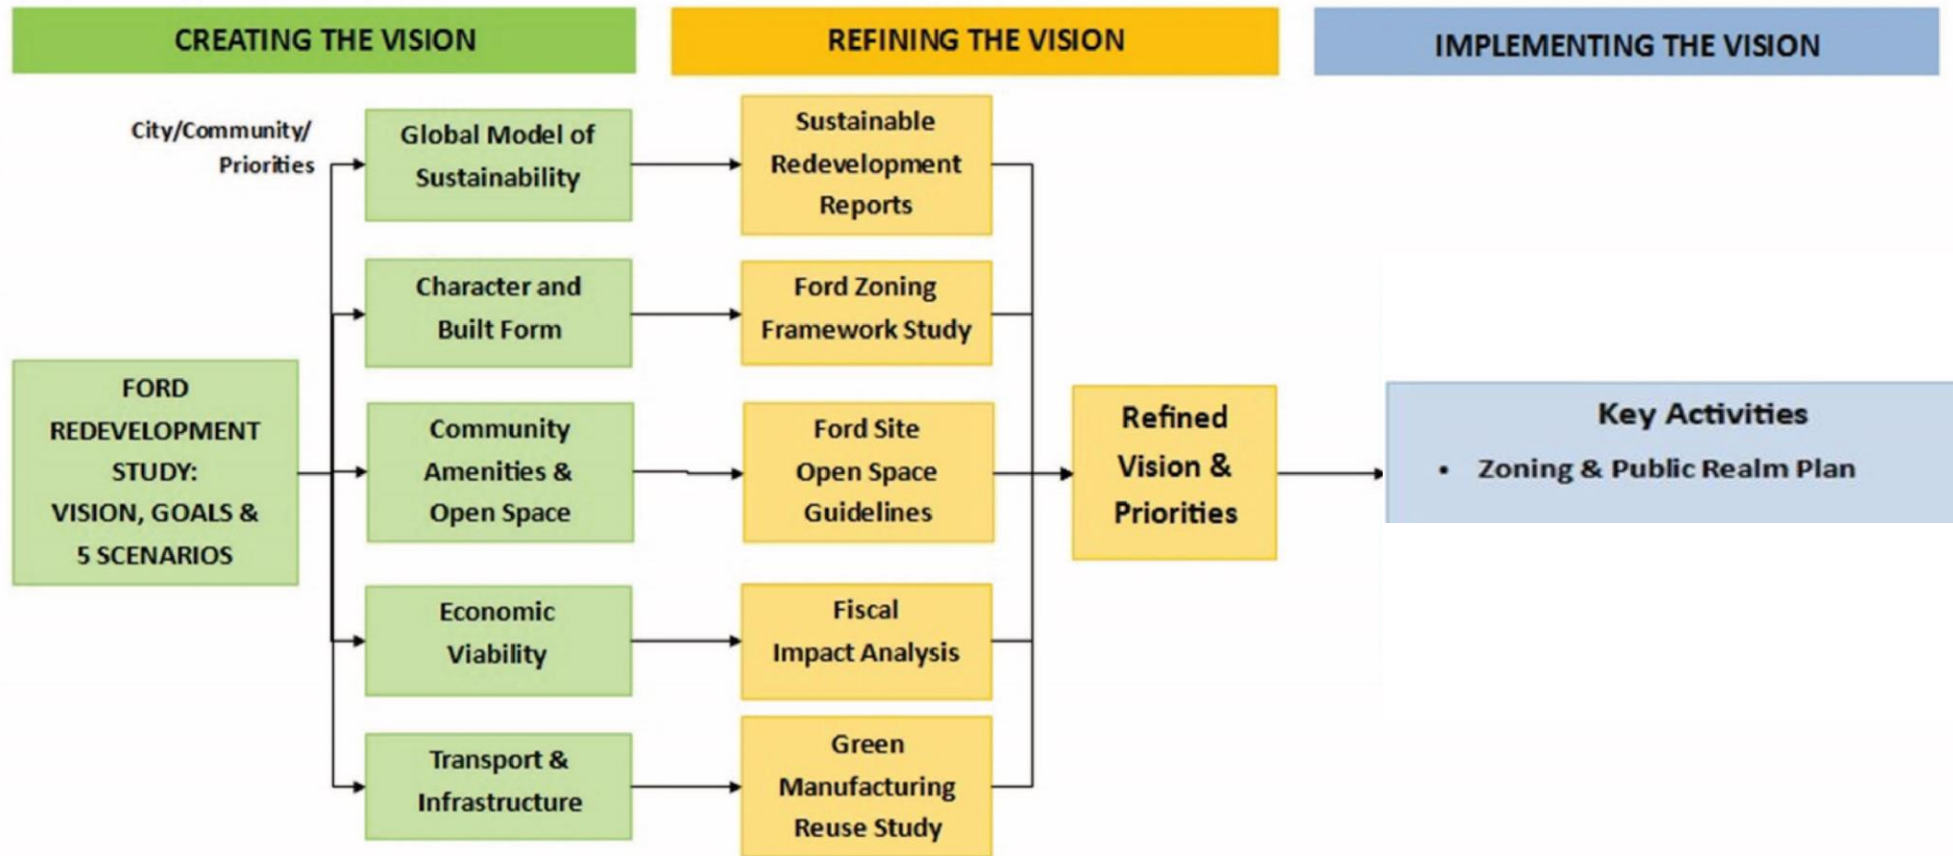 CREATING THE VISION
REFINING THE VISION
IMPLEMENTING THE VISION
City/Community/
Priorities
FORD
REDEVELOPMENT
STUDY:
VISION, GOALS &
5 SCENARIOS
Global Model of
Sustainability
Character and
Built Form
Community
Amenities &
Open Space
Economic
Viability
Transport &
Infrastructure
Sustainable
Redevelopment
Reports
Ford Zoning
Framework Study
Ford Site
Open Space
Guidelines
Fiscal
Impact Analysis
Green
Manufacturing
Reuse Study
Refined
Vision &
Priorities
Key Activities
• Zoning & Public Realm Plan